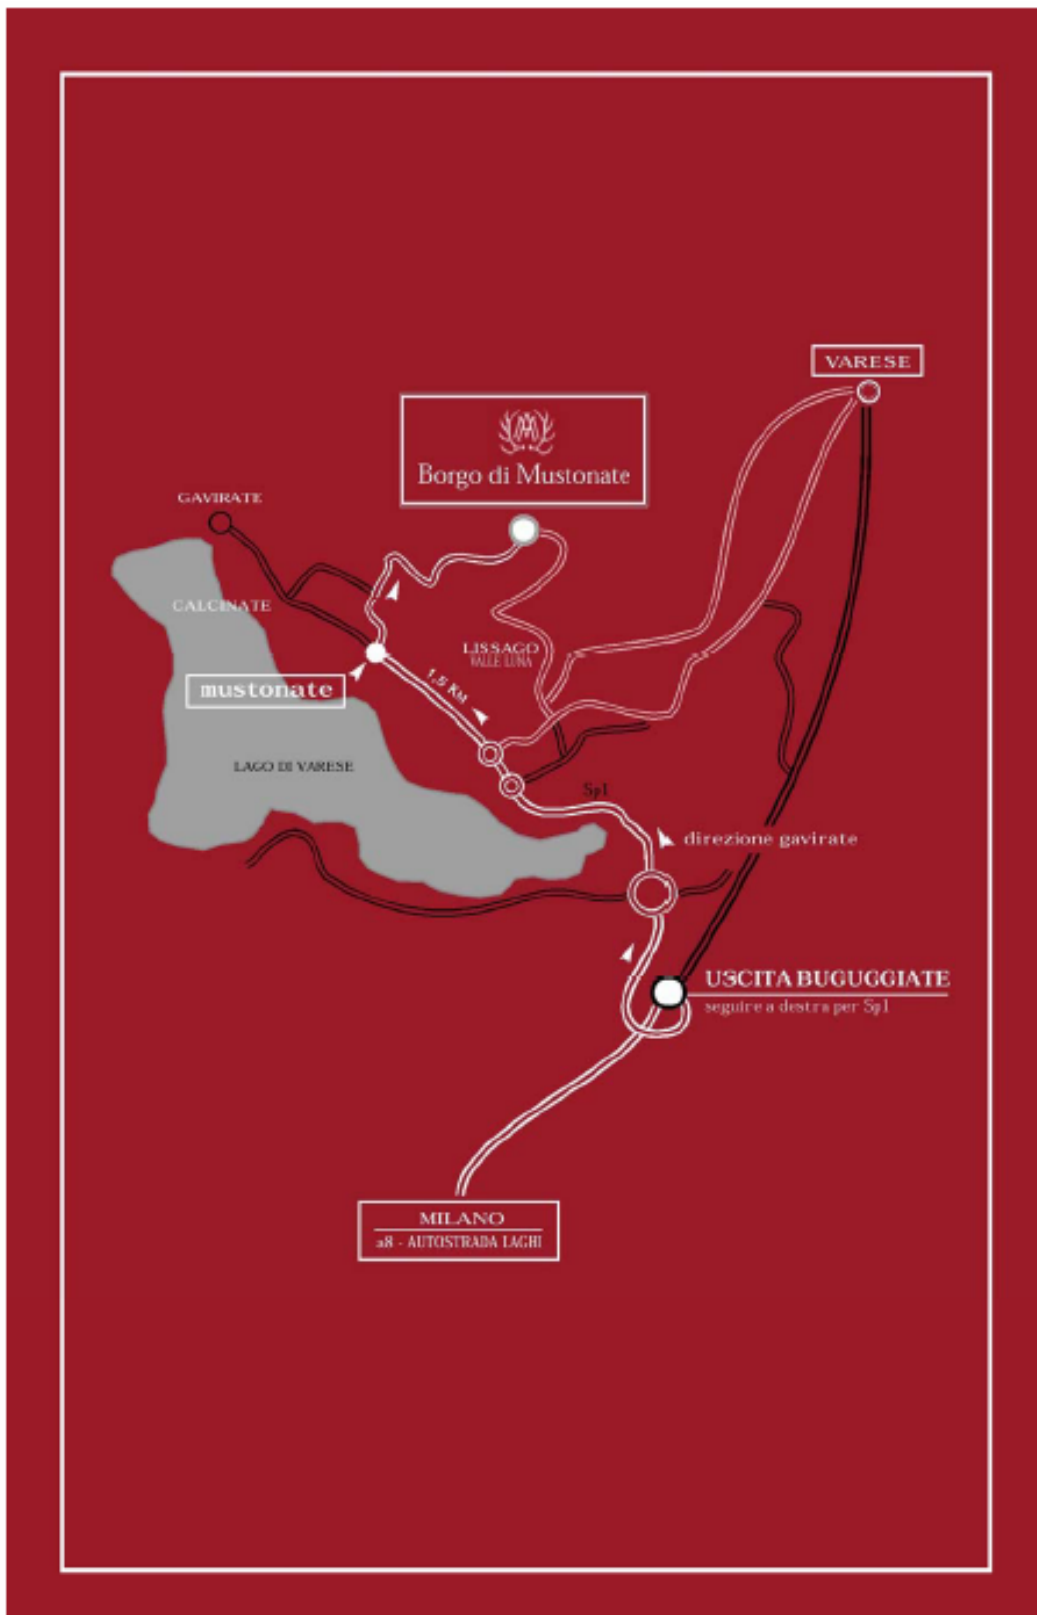 VARESE
Borgo di Mustonate
GAVIRATE
CALCINATE
LISSAGO
VALLE LUNA
mustonate
1,5 KM
LAGO DI VARESE
Sp1
direzione gavirate
USCITA BUGUGGIATE
seguire a destra per Sp1
MILANO
a8 - AUTOSTRADA LAGHI